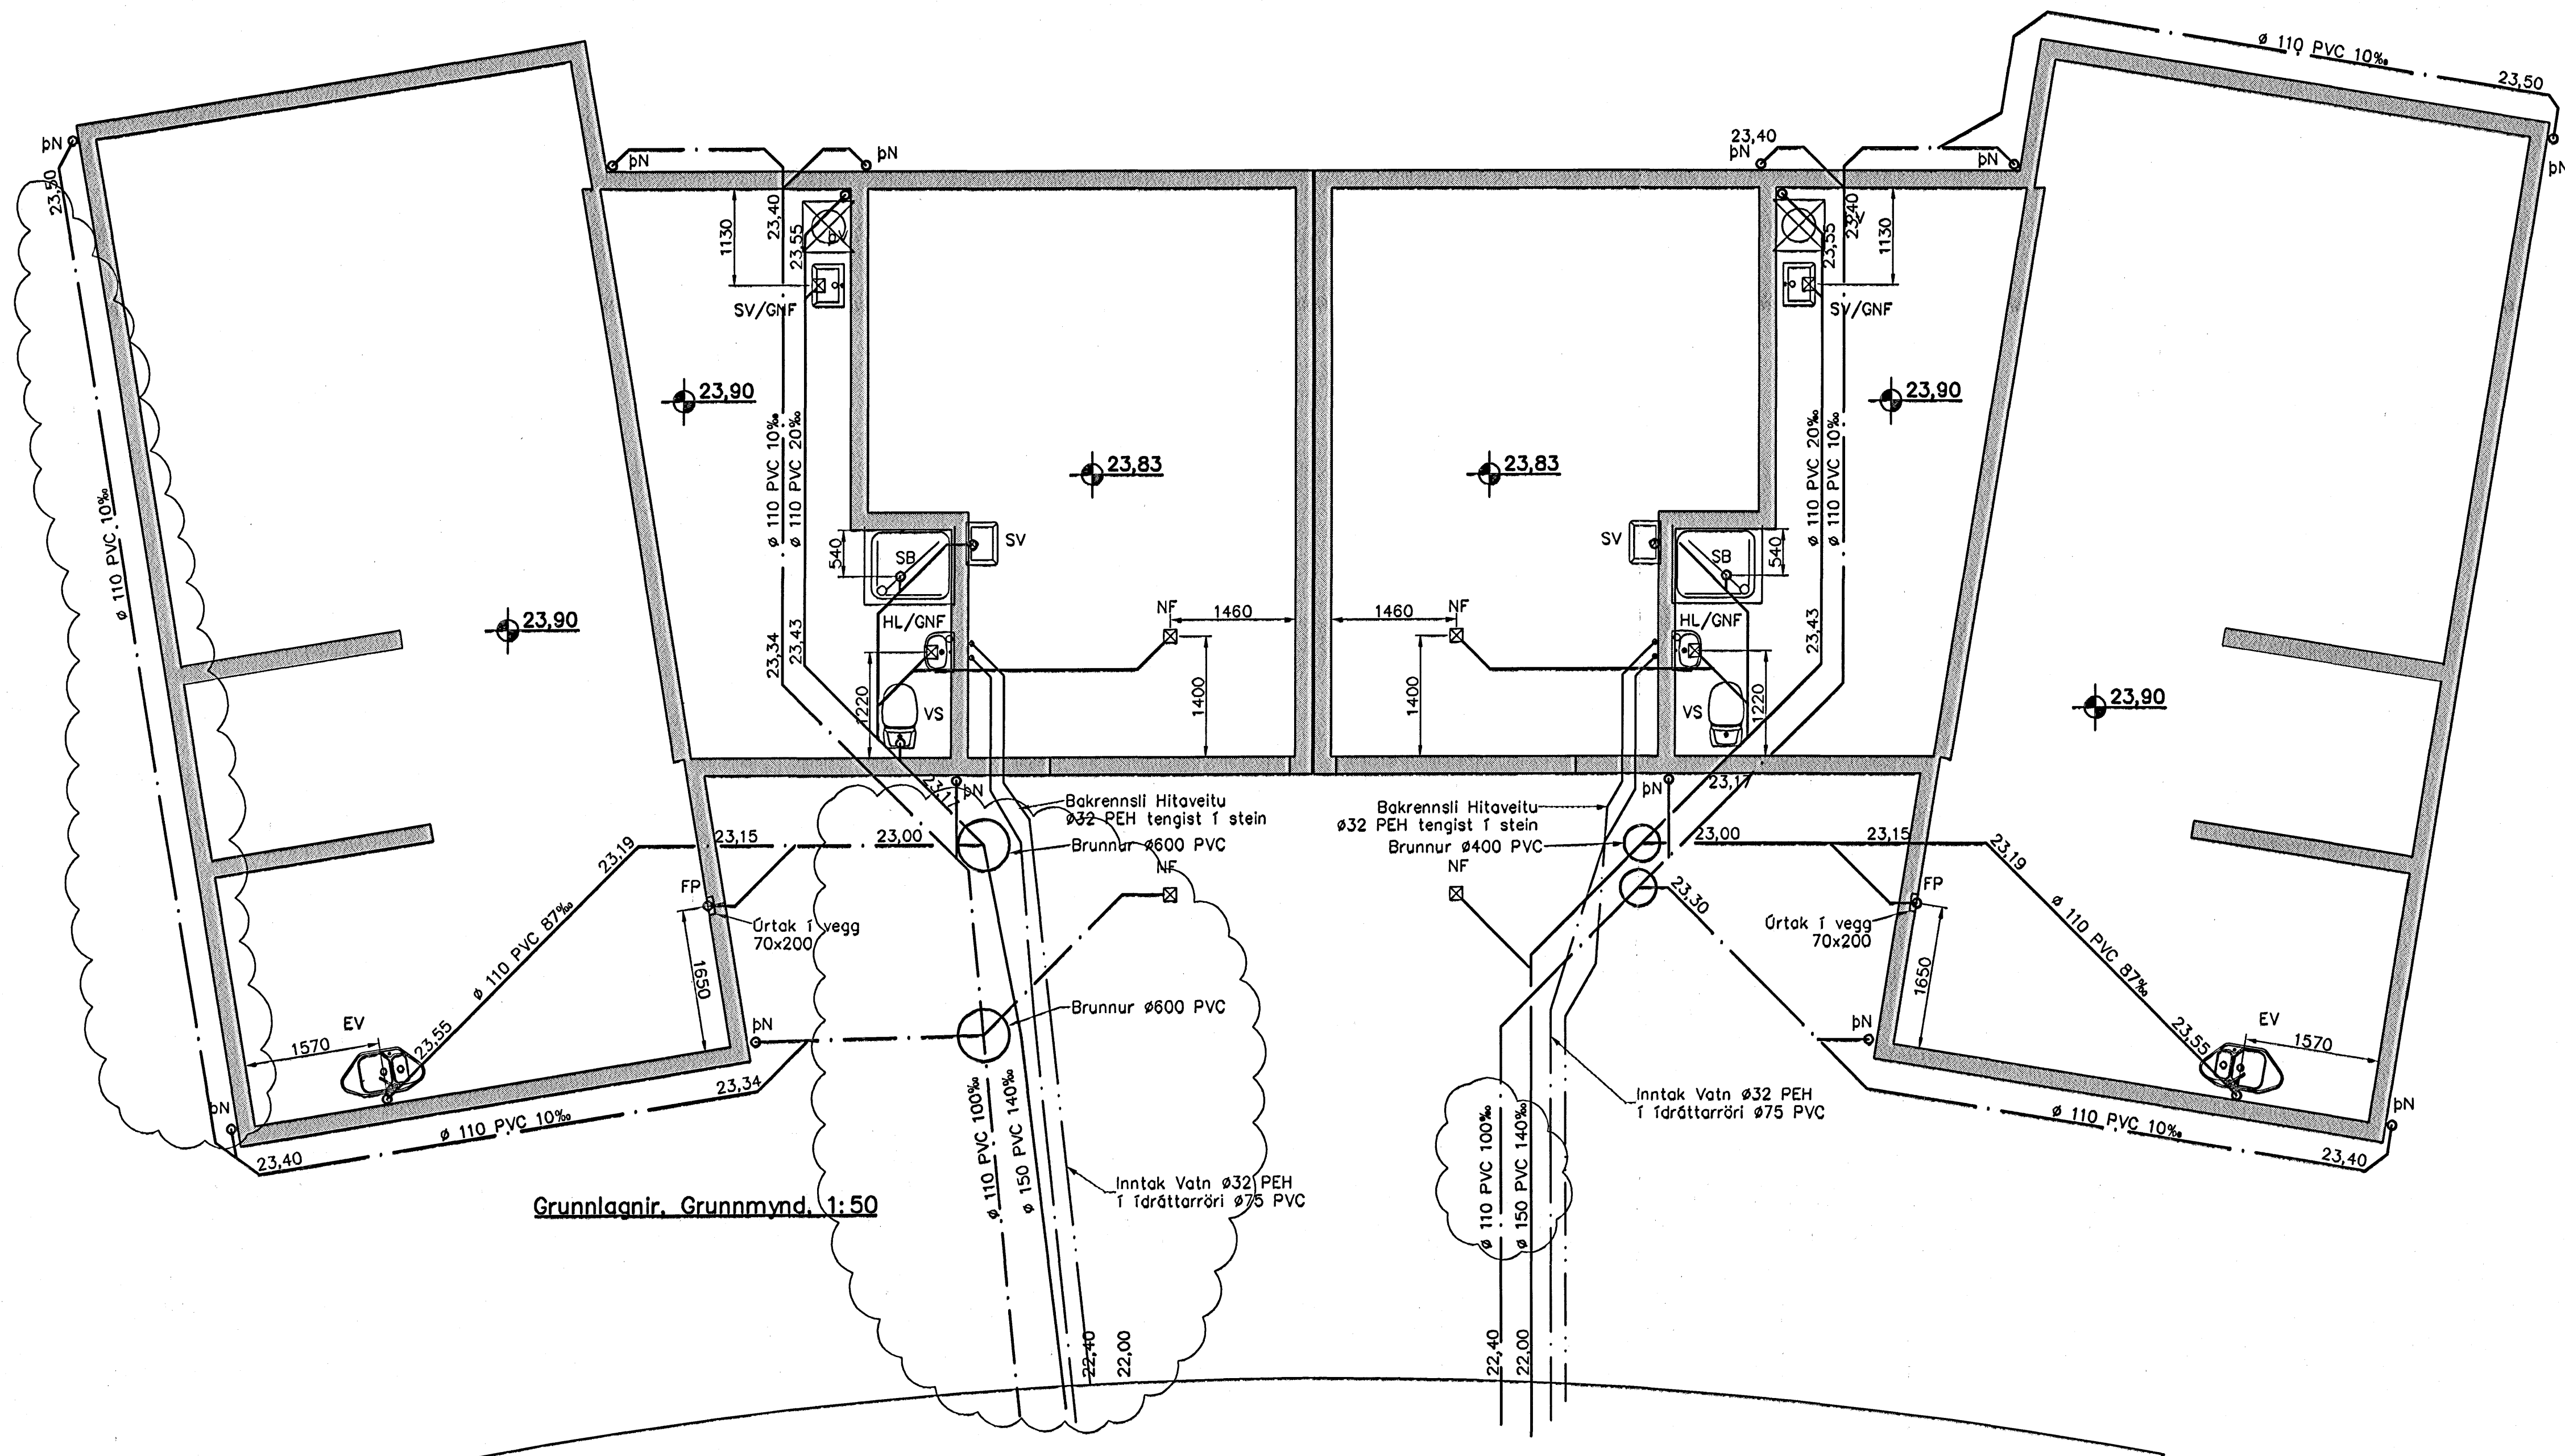 ø 110 PVC 10‰
23,50
þN
þN
þN
23,40
þN
þN
þN
23,50
1130
23,40
23,55
SV/GNF
23,55
23,40
1130
SV/GNF
23,90
23,90
ø 110 PVC 10‰
ø 110 PVC 20‰
23,83
23,83
ø 110 PVC 20‰
ø 110 PVC 10‰
ø 110 PVC 10‰
540
SB
SV
SV
SB
540
23,90
23,34
23,43
HL/GNF
NF
1460
1460
NF
HL/GNF
23,43
1220
VS
1400
1400
VS
1220
23,90
23,17
þN
Bakrennsli Hitaveitu
Ø32 PEH tengist í stein
Brunnur ø600 PVC
NF
Bakrennsli Hitaveitu
Ø32 PEH tengist í stein
Brunnur Ø400 PVC
NF
þN
23,17
23,19
23,15
23,00
23,00
23,15
23,19
FP
Úrtak í vegg
70x200
23,30
FP
Úrtak í vegg
70x200
ø 110 PVC 87‰
1650
ø 110 PVC 87‰
1650
EV
1570
23,55
þN
Brunnur ø600 PVC
þN
23,55
EV
1570
23,34
þN
ø 110 PVC 10‰
23,40
ø 110 PVC 100‰
ø 150 PVC 140‰
Inntak Vatn Ø32 PEH
í ídráttarröri ø75 PVC
ø 110 PVC 100‰
ø 150 PVC 140‰
Inntak Vatn Ø32 PEH
í ídráttarröri ø75 PVC
ø 110 PVC 10‰
23,40
þN
Grunnlagnir, Grunnmynd, 1:50
22,40
22,00
22,40
22,00